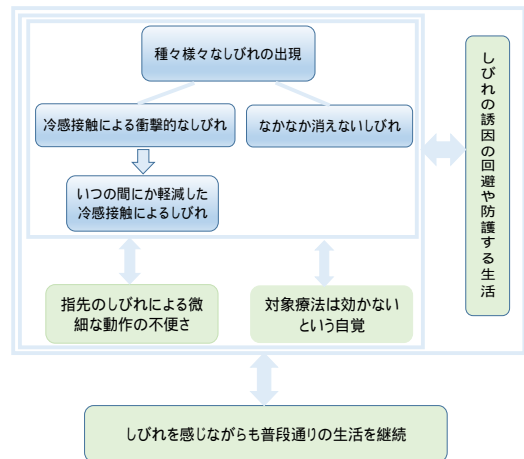 種々様々なしびれの出現
冷感接触による衝撃的なしびれ
なかなか消えないしびれ
いつの間にか軽減した
冷感接触によるしびれ
しびれの誘因の回避や防護する生活
指先のしびれによる微
細な動作の不便さ
対象療法は効かない
という自覚
しびれを感じながらも普段通りの生活を継続